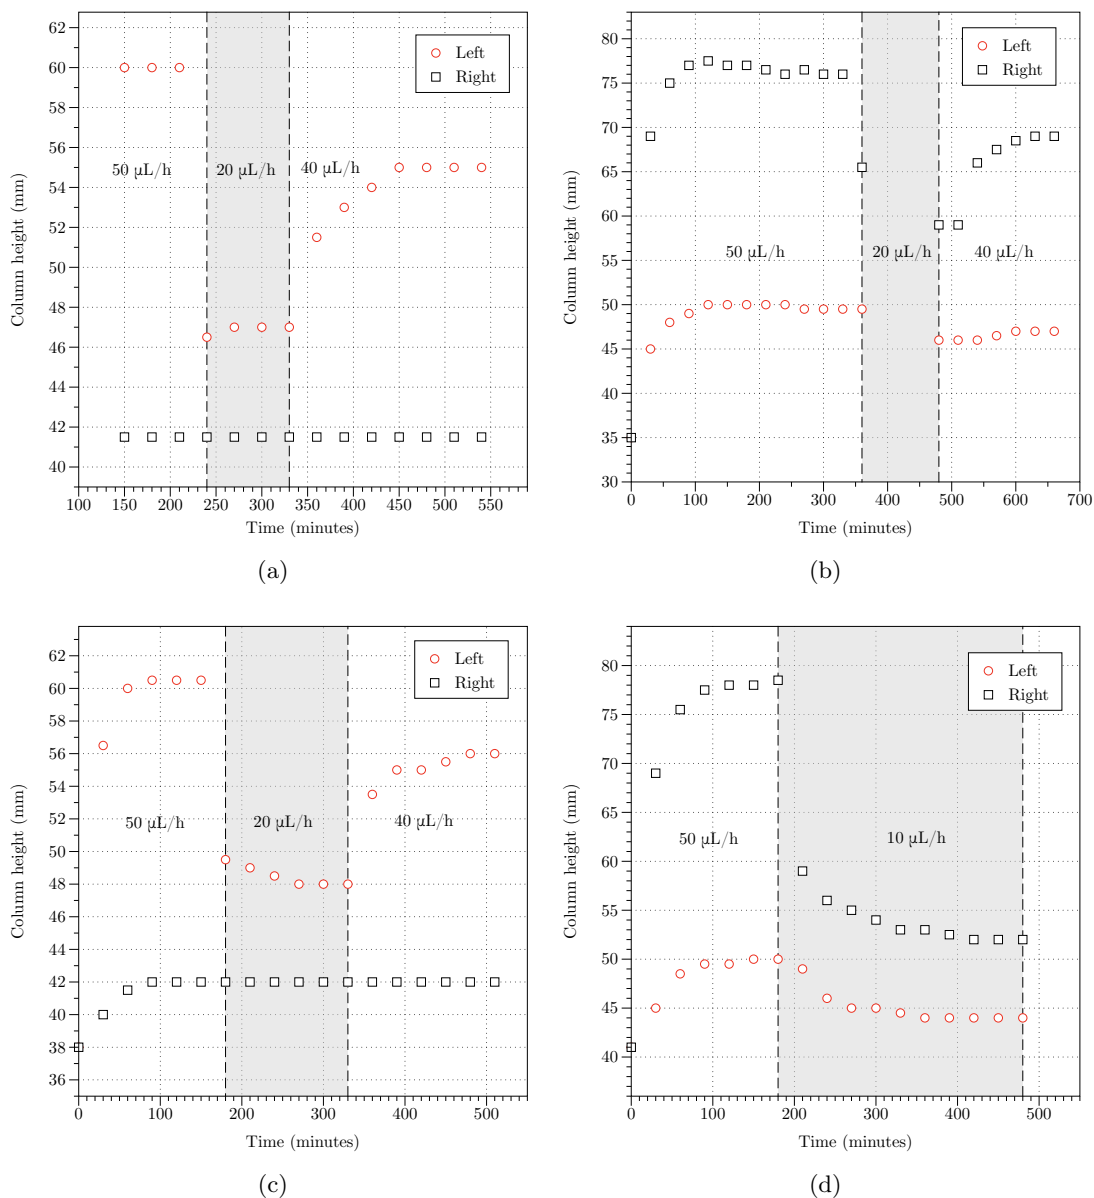 62
60
58
56
54
52
50
48
46
44
42
40
Column height (mm)
Left
Right
50 µL/h
20 µL/h
40 µL/h
100 150 200 250 300 350 400 450 500 550
Time (minutes)
(a)
80
75
70
65
60
55
50
45
40
35
30
Column height (mm)
Left
Right
50 µL/h
20 µL/h
40 µL/h
0 100 200 300 400 500 600 700
Time (minutes)
(b)
62
60
58
56
54
52
50
48
46
44
42
40
38
36
Column height (mm)
Left
Right
50 µL/h
20 µL/h
40 µL/h
0 100 200 300 400 500
Time (minutes)
(c)
80
75
70
65
60
55
50
45
40
Column height (mm)
Left
Right
50 µL/h
10 µL/h
0 100 200 300 400 500
Time (minutes)
(d)